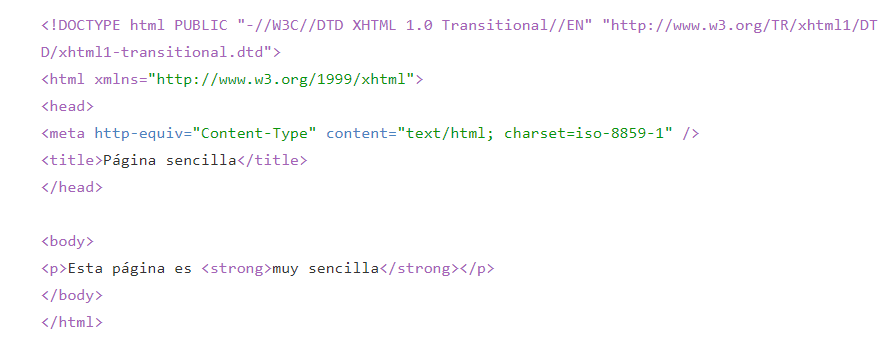 <!DOCTYPE html PUBLIC "-//W3C//DTD XHTML 1.0 Transitional//EN" "http://www.w3.org/TR/xhtml1/DT
D/xhtml1-transitional.dtd">
<html xmlns="http://www.w3.org/1999/xhtml">
<head>
<meta http-equiv="Content-Type" content="text/html; charset=iso-8859-1" />
<title>Página sencilla</title>
</head>

<body>
<p>Esta página es <strong>muy sencilla</strong></p>
</body>
</html>